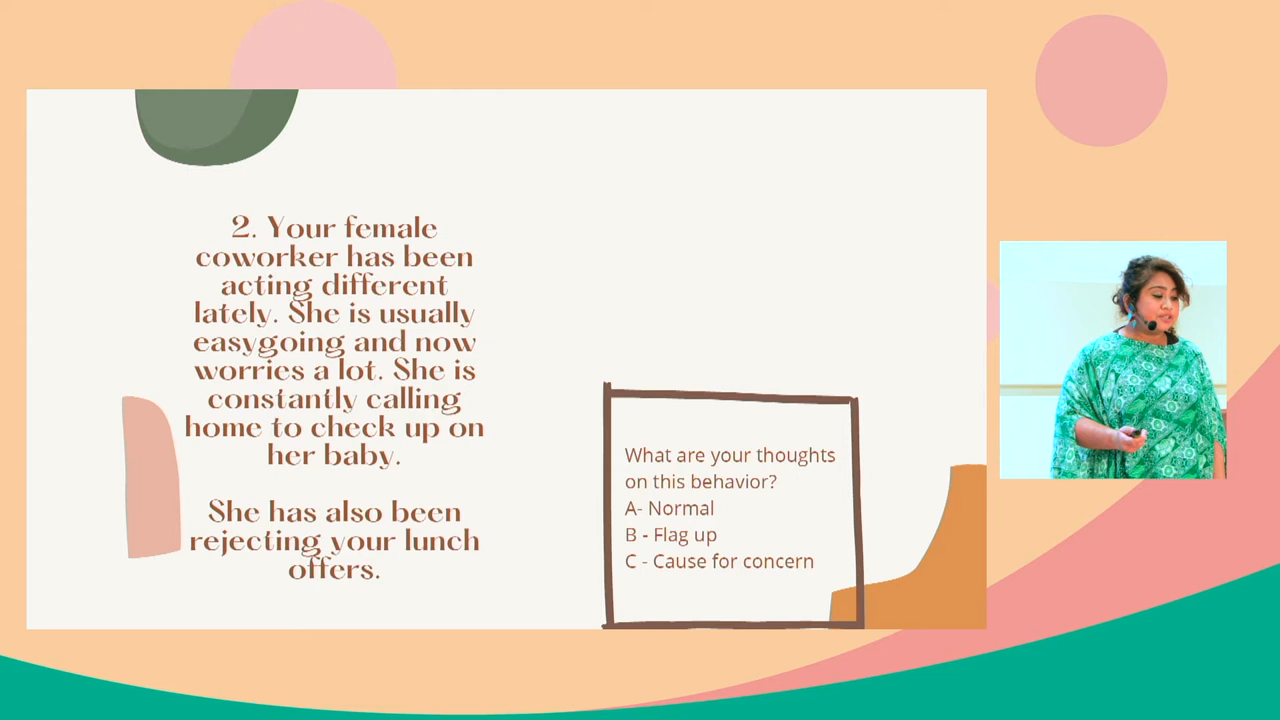 2. Your female
coworker has been
acting different
lately. She is usually
easygoing and now
worries a lot. She is
constantly calling
home to check up on
her baby.
She has also been
rejecting your lunch
offers.
What are your thoughts
on this behavior?
A- Normal
B - Flag up
C - Cause for concern